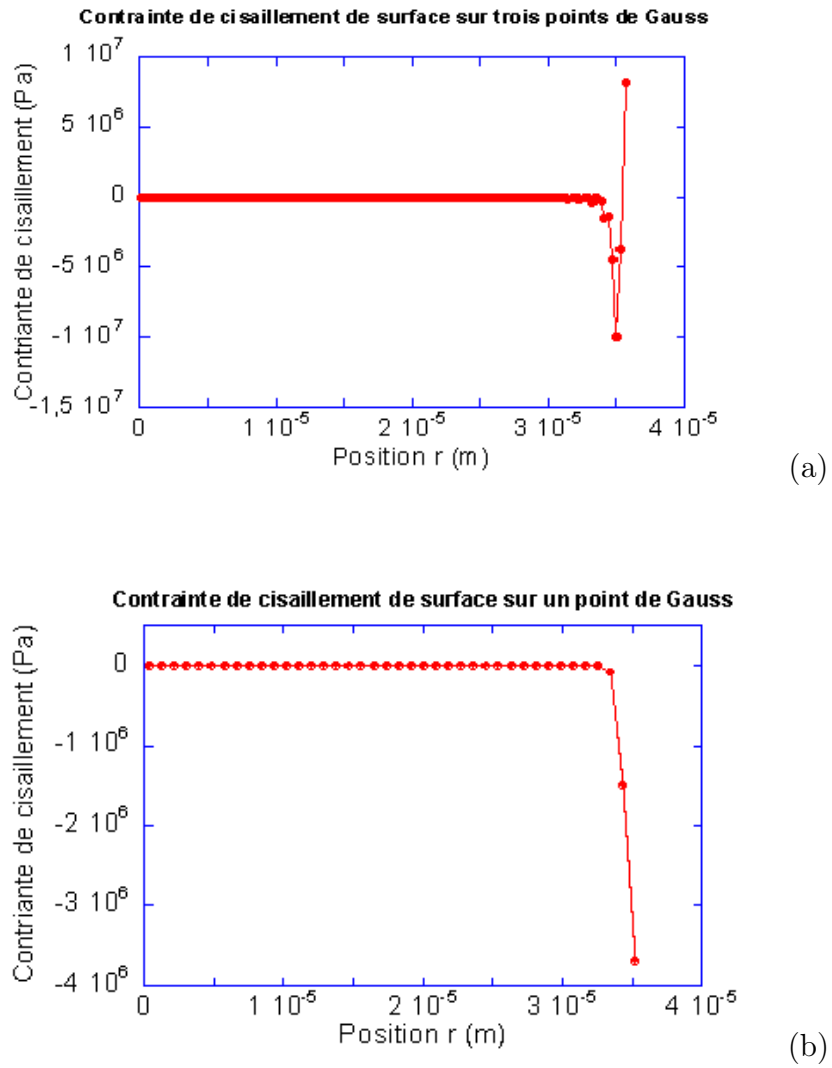 Contrainte de cisaillement de surface sur trois points de Gauss
Contriante de cisaillement (Pa)
1 10^7
5 10^6
0
-5 10^6
-1 10^7
-1,5 10^7
0 1 10^-5 2 10^-5 3 10^-5 4 10^-5
Position r (m)
(a)
Contrainte de cisaillement de surface sur un point de Gauss
Contriante de cisaillement (Pa)
0
-1 10^6
-2 10^6
-3 10^6
-4 10^6
0 1 10^-5 2 10^-5 3 10^-5 4 10^-5
Position r (m)
(b)